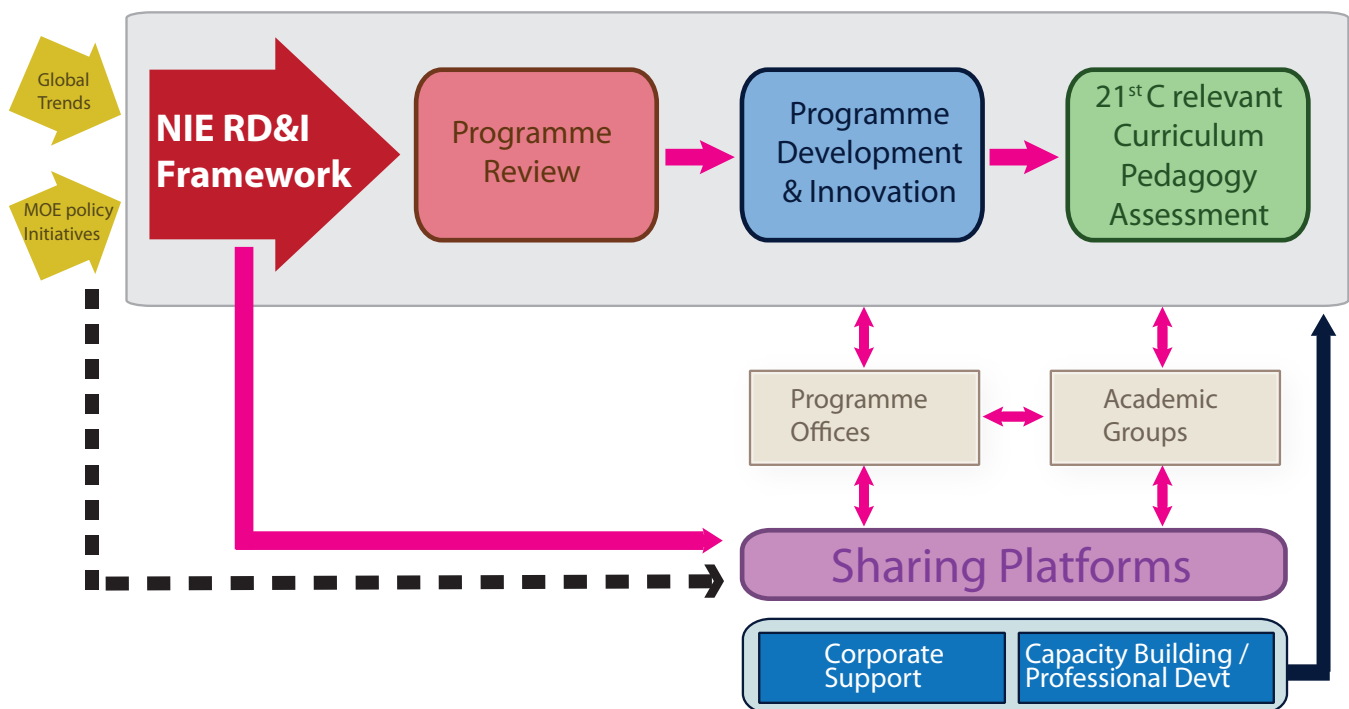 Global
Trends
MOE policy
Initiatives
NIE RD&I
Framework
Programme
Review
Programme
Development
& Innovation
21st C relevant
Curriculum
Pedagogy
Assessment
Programme
Offices
Academic
Groups
Sharing Platforms
Corporate
Support
Capacity Building /
Professional Devt